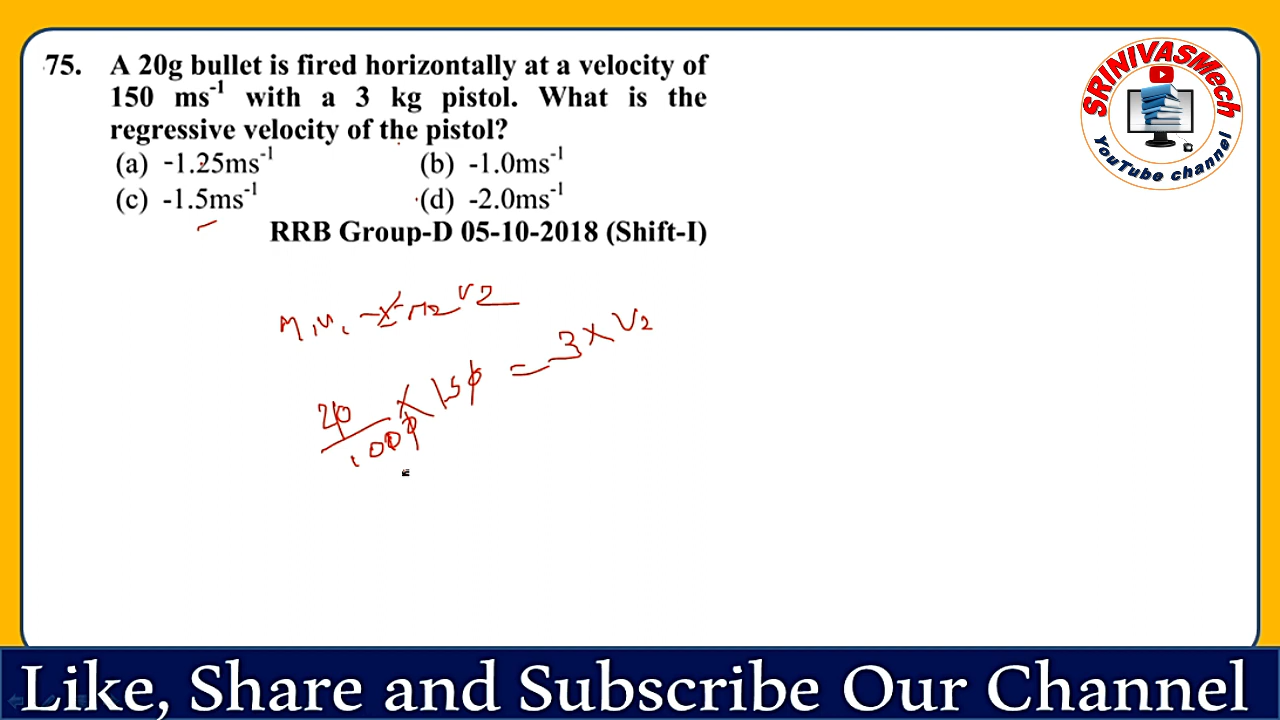 75. A 20g bullet is fired horizontally at a velocity of
150 ms⁻¹ with a 3 kg pistol. What is the
regressive velocity of the pistol?
(a) -1.25ms⁻¹ (b) -1.0ms⁻¹
(c) -1.5ms⁻¹ (d) -2.0ms⁻¹
RRB Group-D 05-10-2018 (Shift-I)
SRINIVASMech
YouTube channel
M₂V₂
20/1000 × 150 = 3 × V₂
Like, Share and Subscribe Our Channel